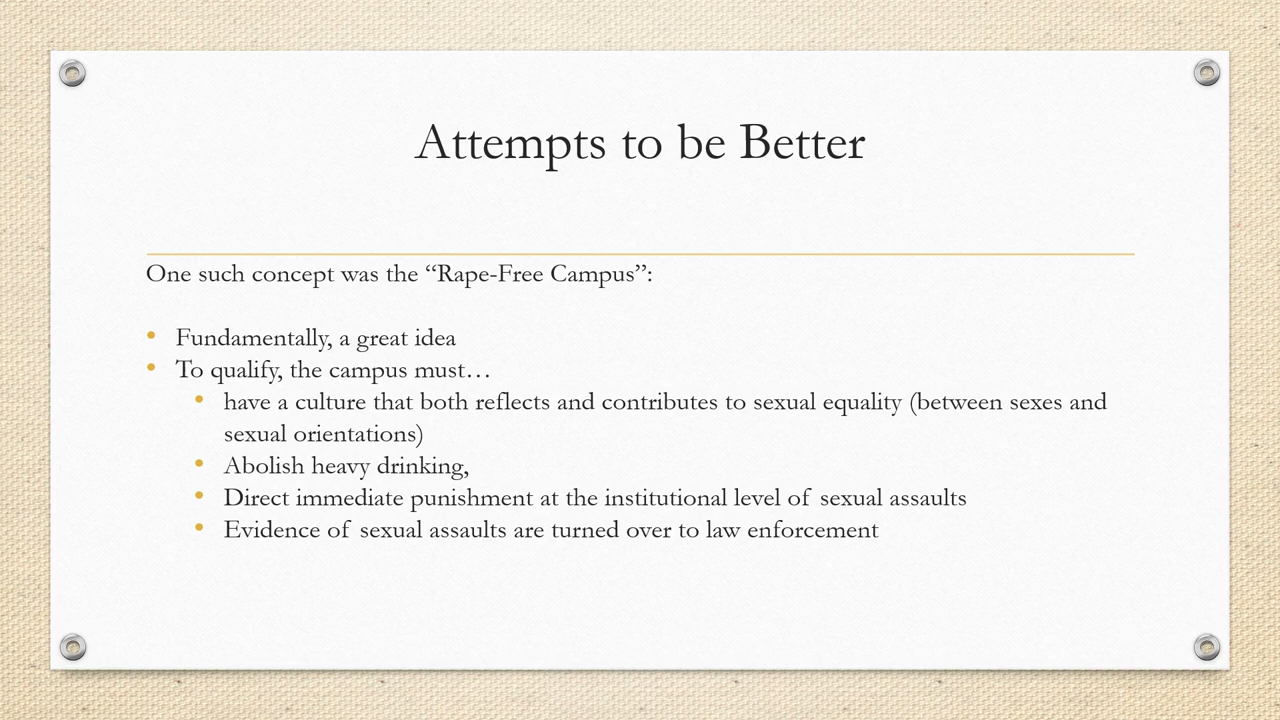 Attempts to be Better
One such concept was the “Rape-Free Campus”:
• Fundamentally, a great idea
• To qualify, the campus must…
• have a culture that both reflects and contributes to sexual equality (between sexes and
sexual orientations)
• Abolish heavy drinking,
• Direct immediate punishment at the institutional level of sexual assaults
• Evidence of sexual assaults are turned over to law enforcement